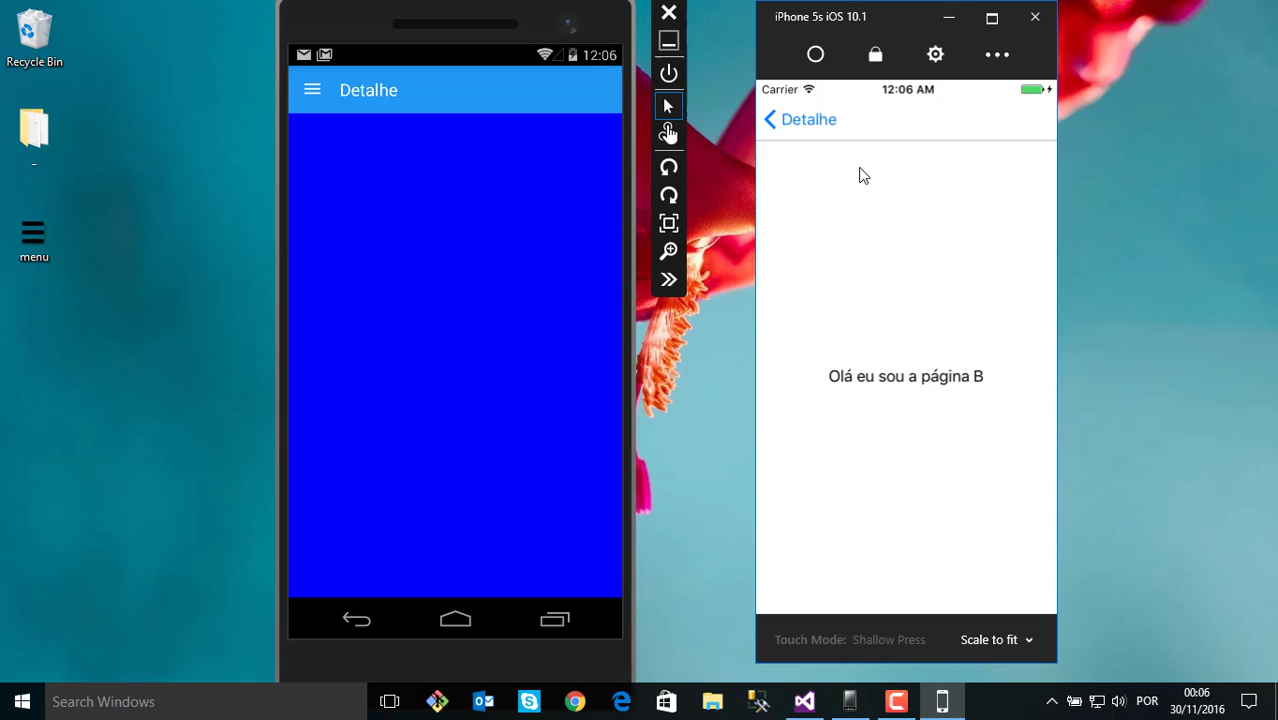 Recycle Bin
_
menu
12:06
Detalhe
iPhone 5s iOS 10.1
Carrier
12:06 AM
Detalhe
Olá eu sou a página B
Touch Mode: Shallow Press
Scale to fit
Search Windows
POR
00:06
30/11/2016